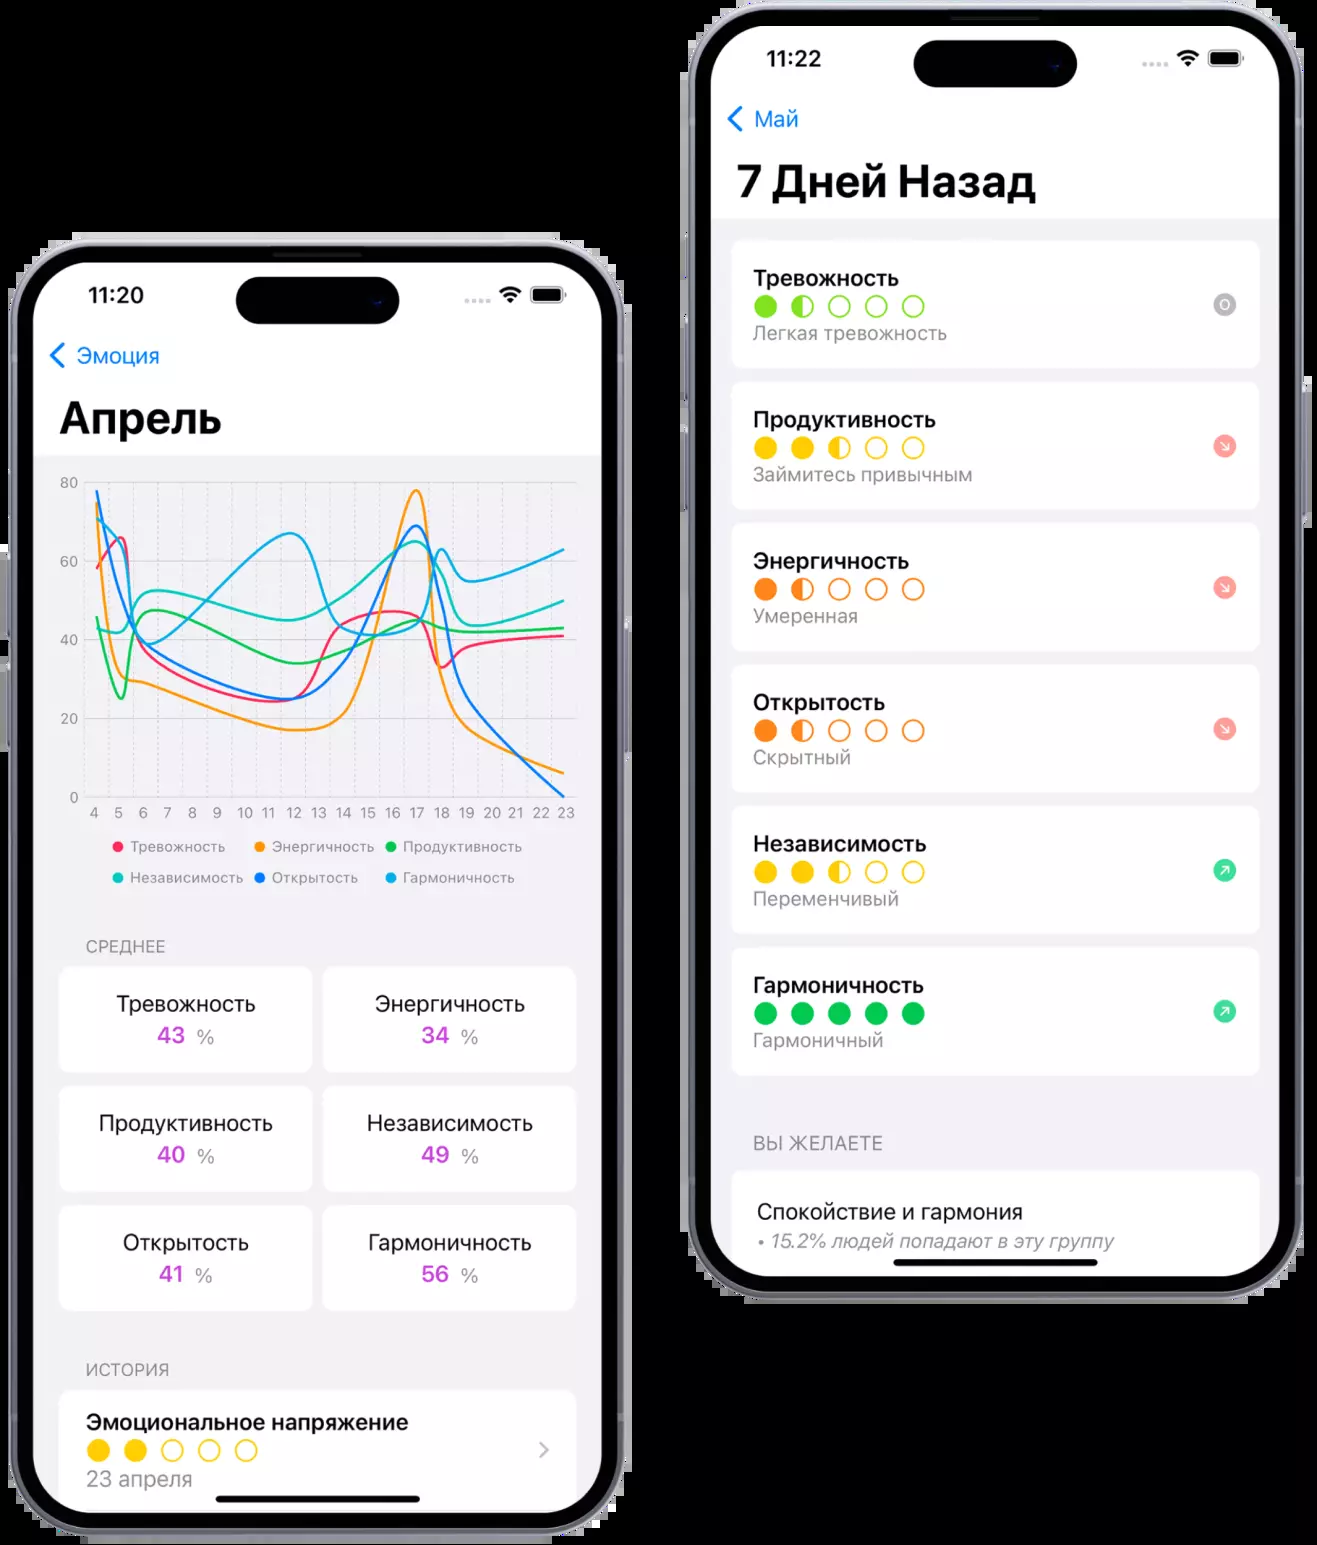 11:20
Эмоция
Апрель
80
60
40
20
0
4 5 6 7 8 9 10 11 12 13 14 15 16 17 18 19 20 21 22 23
Тревожность Энергичность Продуктивность
Независимость Открытость Гармоничность
СРЕДНЕЕ
Тревожность Энергичность
43 % 34 %
Продуктивность Независимость
40 % 49 %
Открытость Гармоничность
41 % 56 %
ИСТОРИЯ
Эмоциональное напряжение
23 апреля
11:22
Май
7 Дней Назад
Тревожность
Легкая тревожность
Продуктивность
Займитесь привычным
Энергичность
Умеренная
Открытость
Скрытный
Независимость
Переменчивый
Гармоничность
Гармоничный
ВЫ ЖЕЛАЕТЕ
Спокойствие и гармония
• 15.2% людей попадают в эту группу